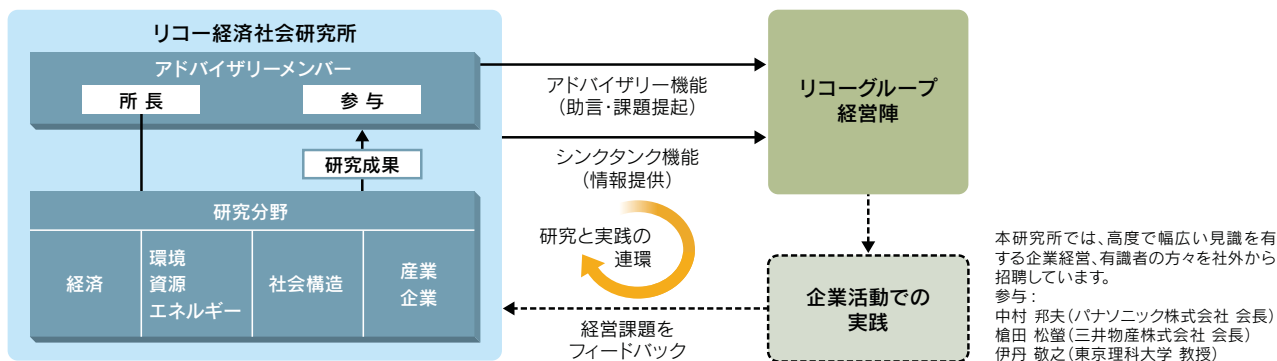 リコー経済社会研究所
アドバイザリーメンバー
所 長
参 与
研究成果
研究分野
経済
環境
資源
エネルギー
社会構造
産業
企業
アドバイザリー機能
(助言・課題提起)
シンクタンク機能
(情報提供)
研究と実践の
連環
経営課題を
フィードバック
リコーグループ
経営陣
企業活動での
実践
本研究所では、高度で幅広い見識を有
する企業経営、有識者の方々を社外から
招聘しています。
参与:
中村 邦夫(パナソニック株式会社 会長)
槍田 松瑩(三井物産株式会社 会長)
伊丹 敬之(東京理科大学 教授)